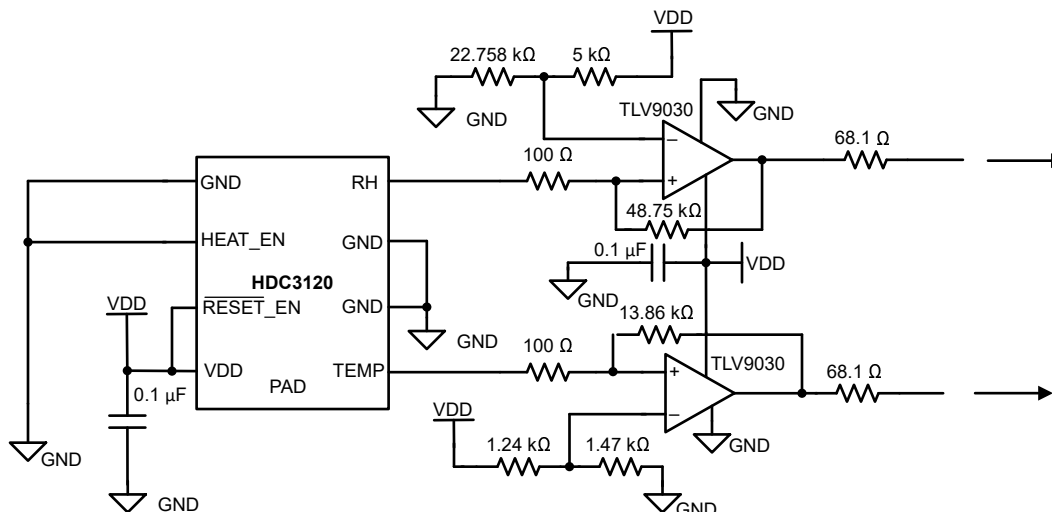 VDD
22.758 kΩ
5 kΩ
GND
TLV9030
GND
68.1 Ω
100 Ω
−
+
GND
RH
48.75 kΩ
HEAT_EN
GND
0.1 µF
VDD
HDC3120
GND
VDD
RESET_EN
GND
GND
13.86 kΩ
100 Ω
TLV9030
VDD
TEMP
+
68.1 Ω
0.1 µF
PAD
VDD
−
GND
1.24 kΩ
1.47 kΩ
GND
GND
GND